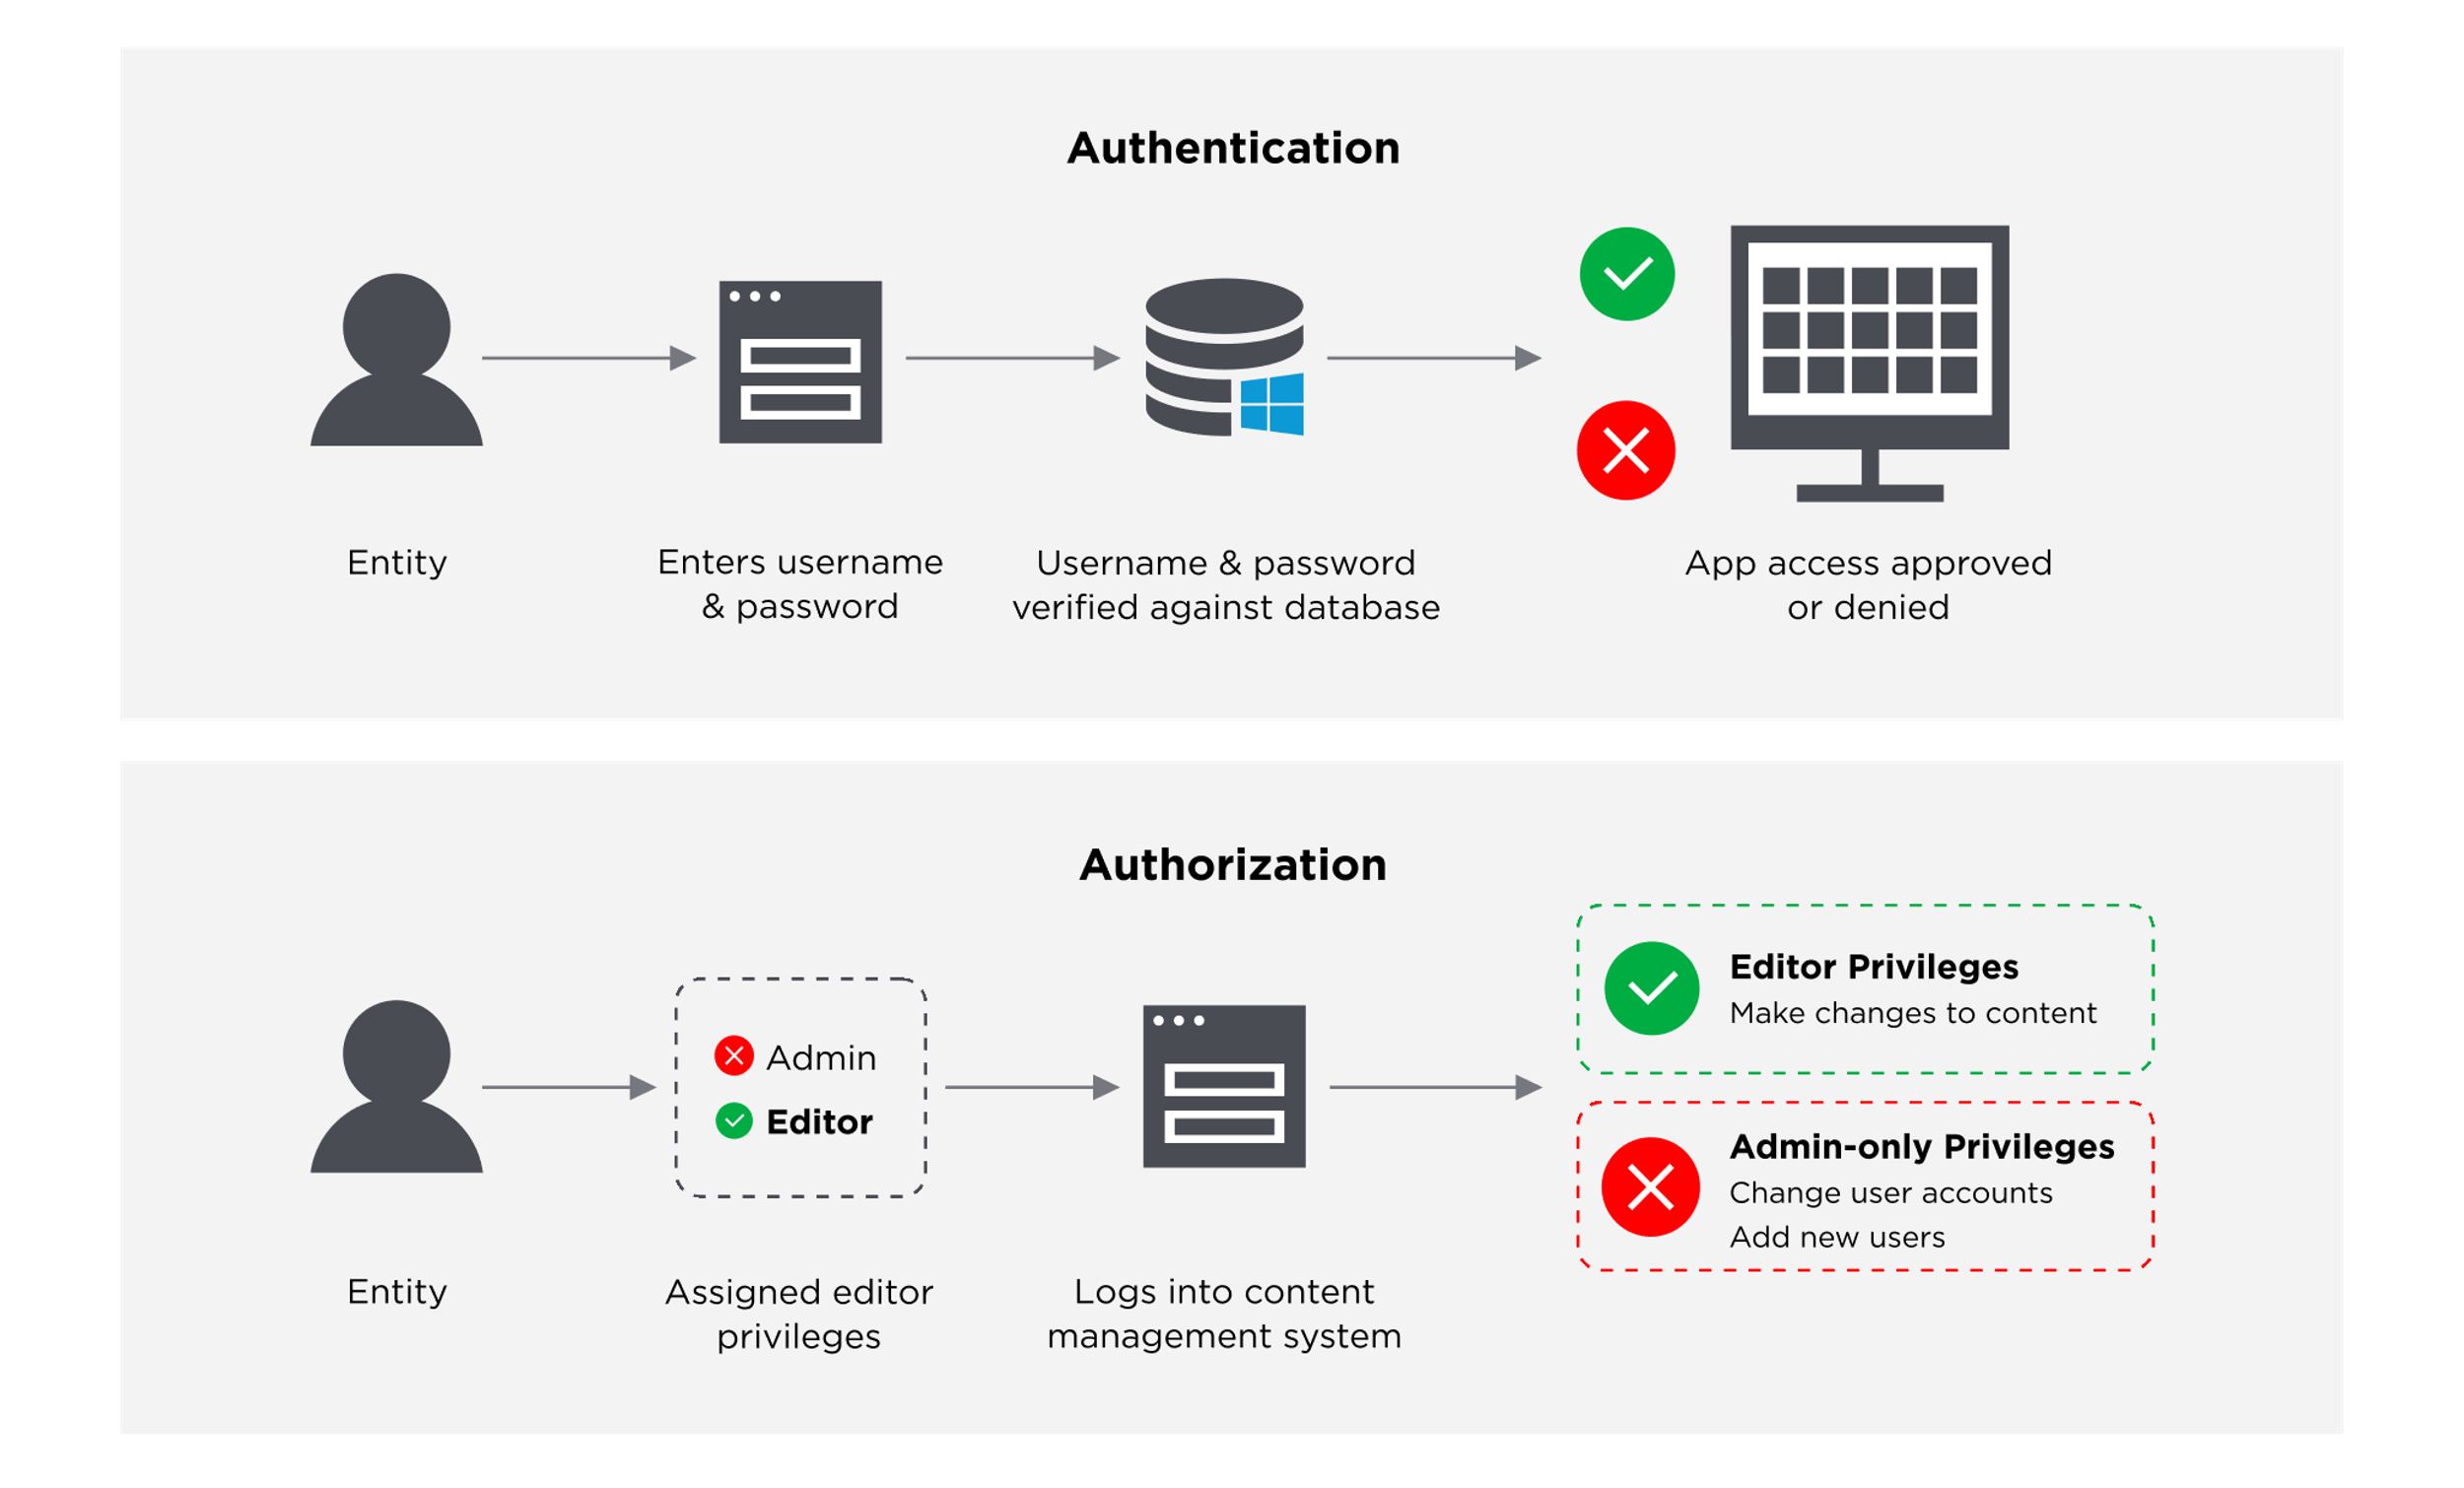 Authentication
Entity
Enters username
& password
Username & password
verified against database
App access approved
or denied
Authorization
Admin
Editor
Editor Privileges
Make changes to content
Admin-only Privileges
Change user accounts
Add new users
Entity
Assigned editor
privileges
Logs into content
management system